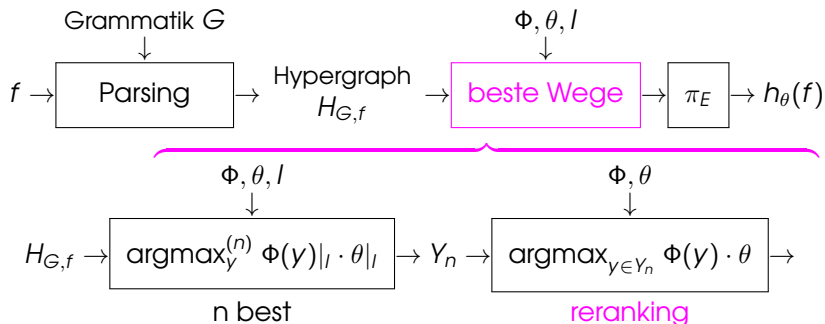 Grammatik G
Φ, θ, l
f → Parsing → Hypergraph H_{G,f} → beste Wege → π_E → h_θ(f)
Φ, θ, l
Φ, θ
H_{G,f} → argmax_y^{(n)} Φ(y)|_l · θ|_l → Y_n → argmax_{y∈Y_n} Φ(y) · θ →
n best
reranking